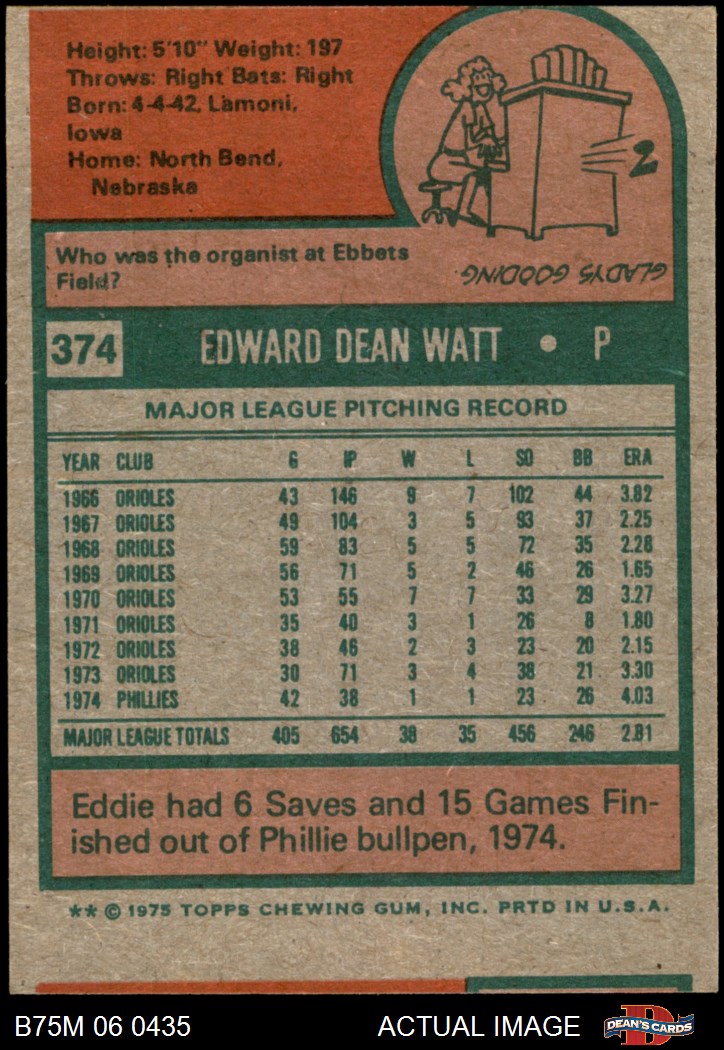 Height: 5'10" Weight: 197
Throws: Right Bats: Right
Born: 4-4-42, Lamoni,
Iowa
Home: North Bend,
Nebraska
Who was the organist at Ebbets
Field?
GLADYS GOODING
374 EDWARD DEAN WATT • P
MAJOR LEAGUE PITCHING RECORD
YEAR CLUB G IP W L SO BB ERA
1966 ORIOLES 43 146 9 7 102 44 3.82
1967 ORIOLES 49 104 3 5 93 37 2.25
1968 ORIOLES 59 83 5 5 72 35 2.28
1969 ORIOLES 56 71 5 2 46 26 1.65
1970 ORIOLES 53 55 7 7 33 29 3.27
1971 ORIOLES 35 40 3 1 26 8 1.80
1972 ORIOLES 38 46 2 3 23 20 2.15
1973 ORIOLES 30 71 3 4 38 21 3.30
1974 PHILLIES 42 38 1 1 23 26 4.03
MAJOR LEAGUE TOTALS 405 654 38 35 456 246 2.81
Eddie had 6 Saves and 15 Games Fin-
ished out of Phillie bullpen, 1974.
** © 1975 TOPPS CHEWING GUM, INC. PRTD IN U.S.A.
B75M 06 0435 ACTUAL IMAGE DEAN'S CARDS